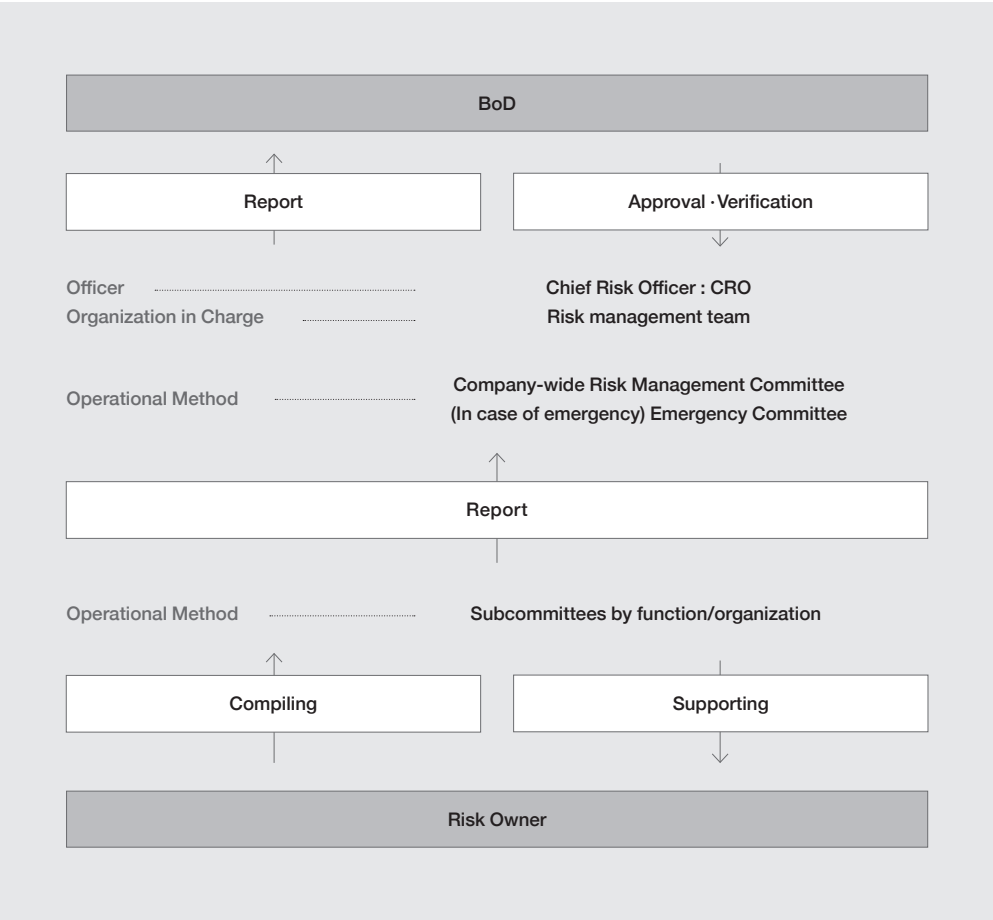 BoD
Report
Approval · Verification
Officer
Chief Risk Officer : CRO
Organization in Charge
Risk management team
Operational Method
Company-wide Risk Management Committee
(In case of emergency) Emergency Committee
Report
Operational Method
Subcommittees by function/organization
Compiling
Supporting
Risk Owner